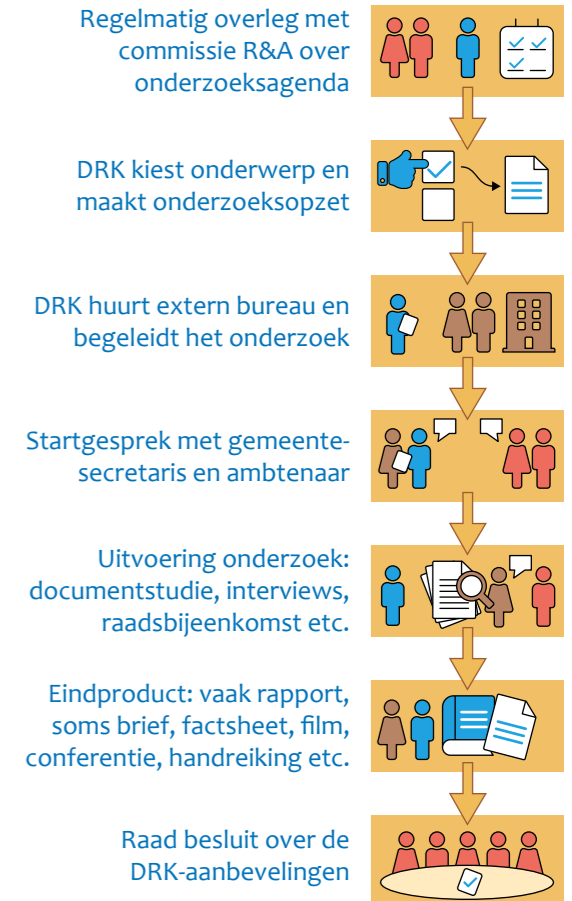 Regelmatig overleg met
commissie R&A over
onderzoeksagenda
DRK kiest onderwerp en
maakt onderzoeksopzet
DRK huurt extern bureau en
begeleidt het onderzoek
Startgesprek met gemeente-
secretaris en ambtenaar
Uitvoering onderzoek:
documentstudie, interviews,
raadsbijeenkomst etc.
Eindproduct: vaak rapport,
soms brief, factsheet, film,
conferentie, handreiking etc.
Raad besluit over de
DRK-aanbevelingen